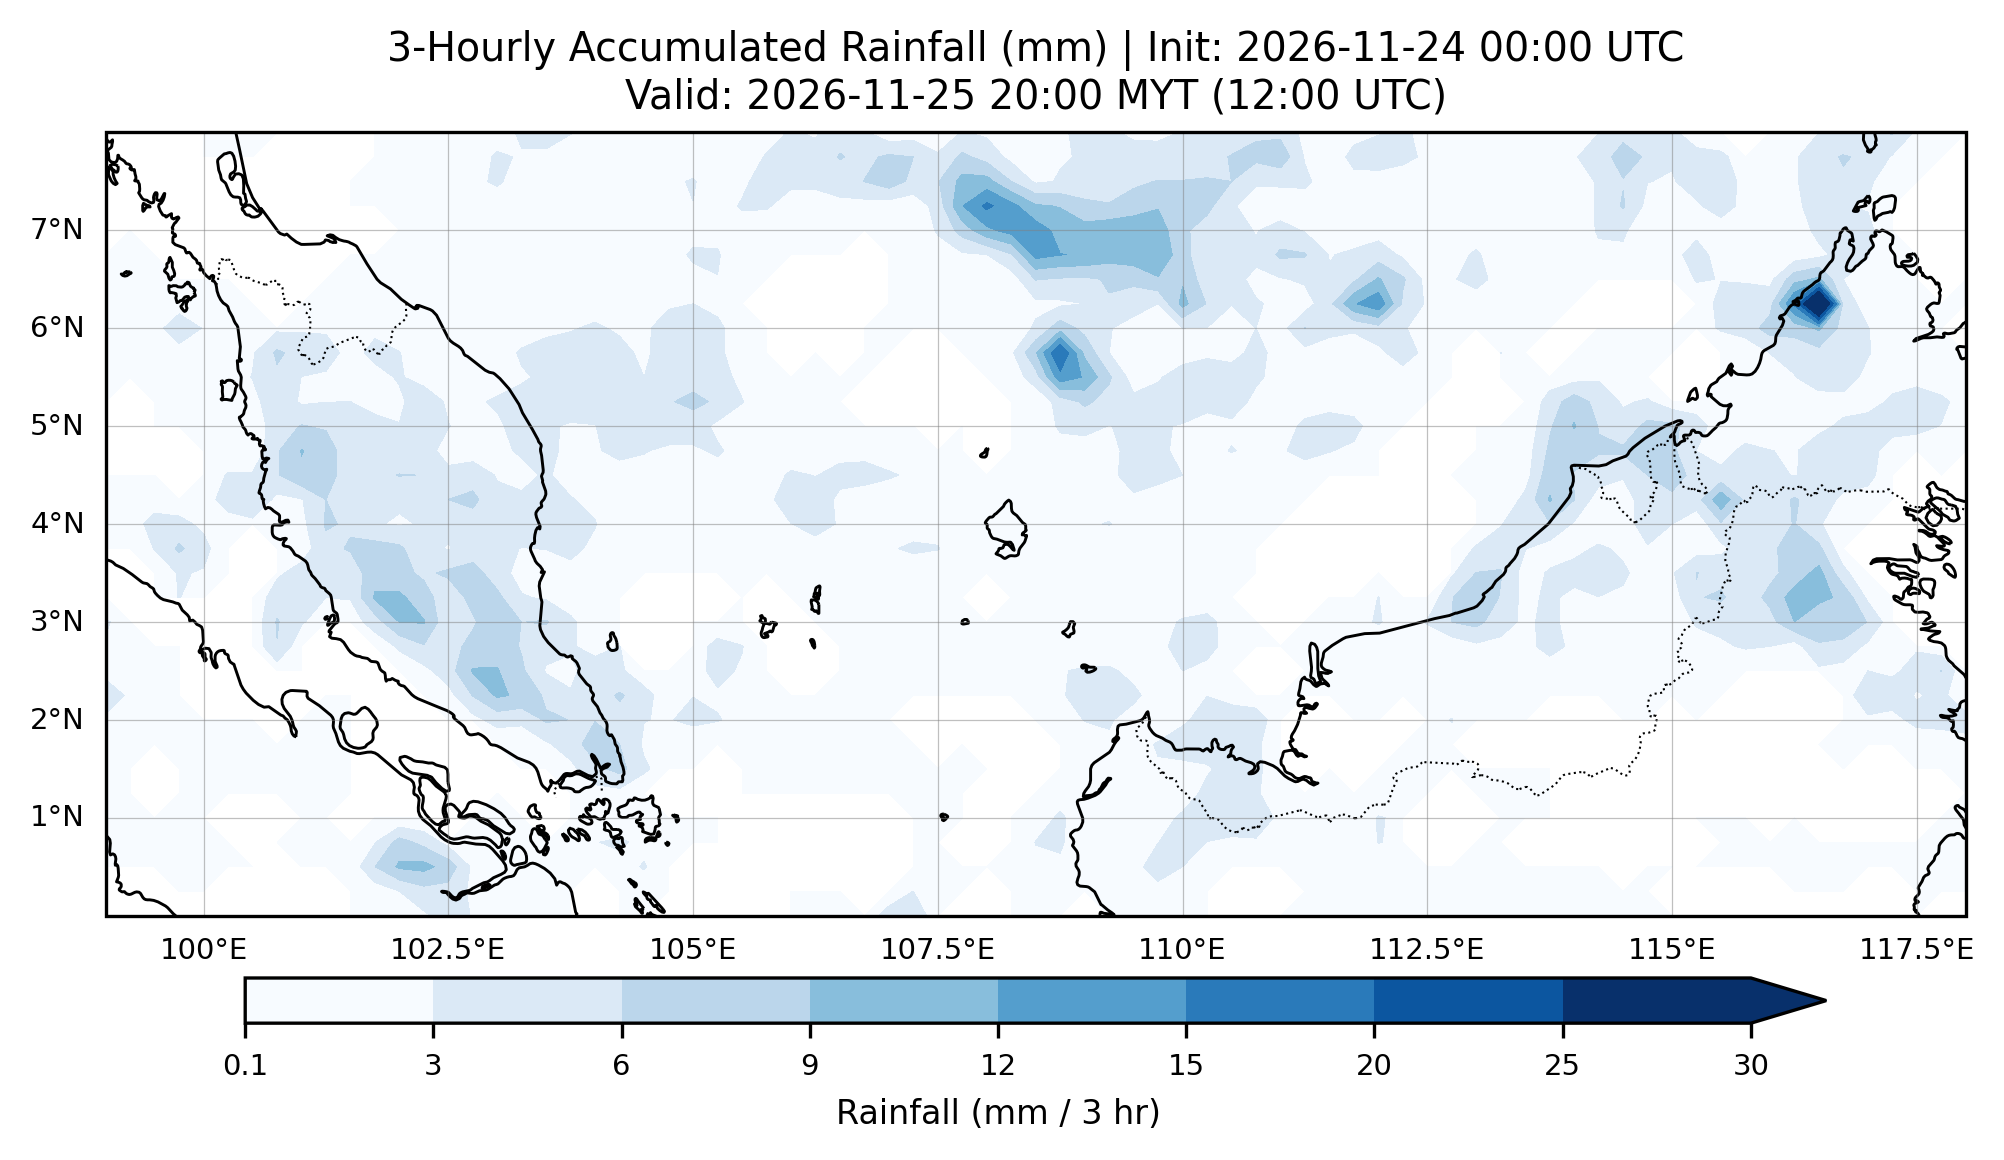 3-Hourly Accumulated Rainfall (mm) | Init: 2026-11-24 00:00 UTC
Valid: 2026-11-25 20:00 MYT (12:00 UTC)
7°N
6°N
5°N
4°N
3°N
2°N
1°N
100°E 102.5°E 105°E 107.5°E 110°E 112.5°E 115°E 117.5°E
0.1 3 6 9 12 15 20 25 30
Rainfall (mm / 3 hr)